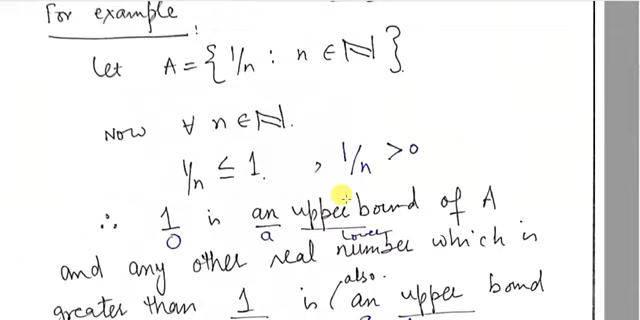 For example :
Let A = { 1/n : n ∈ ℕ }.
Now ∀ n ∈ ℕ.
1/n ≤ 1. , 1/n > 0
∴ 1 is an upper bound of A
0 a lower
and any other real number which is
also.
greater than 1 is an upper bound